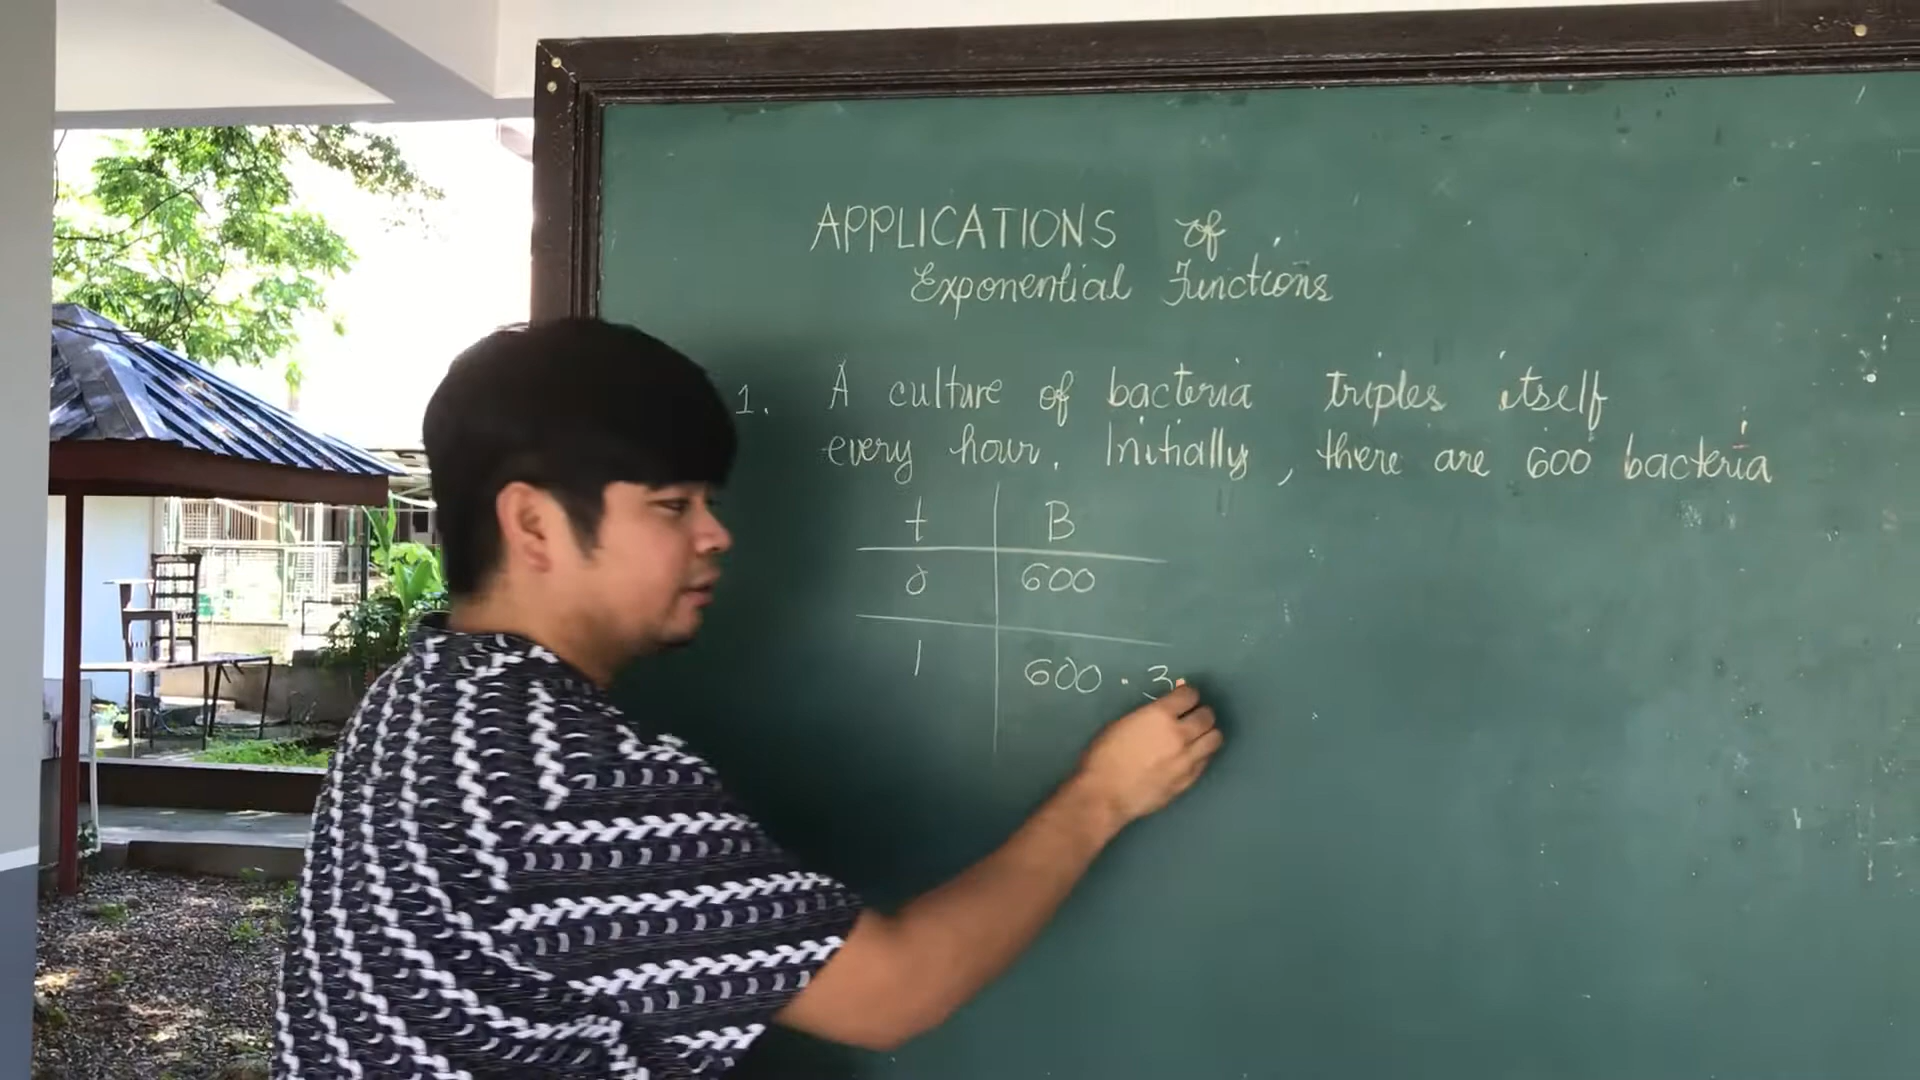 APPLICATIONS of
Exponential Functions
1. A culture of bacteria triples itself
every hour. Initially, there are 600 bacteria
t B
0 600
1 600 · 3